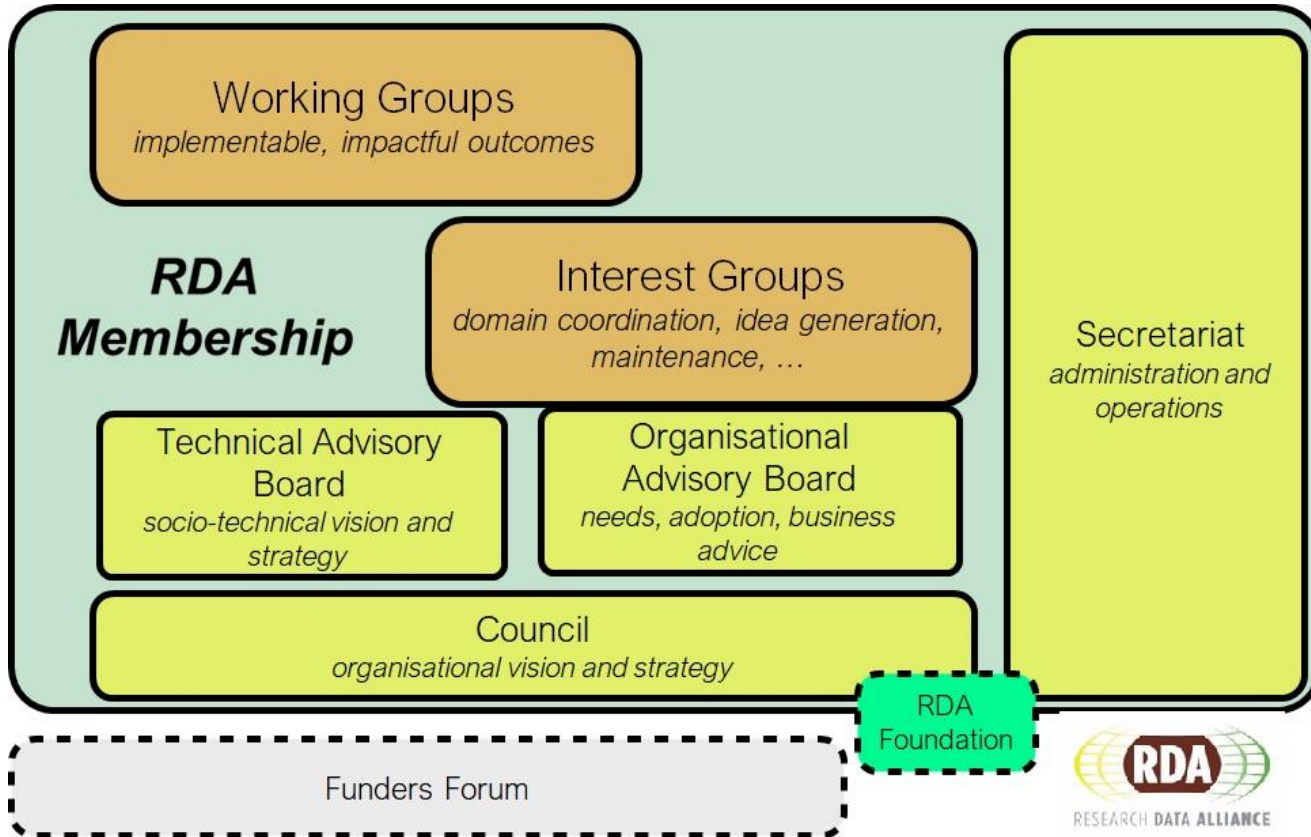 Working Groups
implementable, impactful outcomes
RDA
Membership
Interest Groups
domain coordination, idea generation,
maintenance, …
Secretariat
administration and
operations
Technical Advisory
Board
socio-technical vision and
strategy
Organisational
Advisory Board
needs, adoption, business
advice
Council
organisational vision and strategy
RDA
Foundation
Funders Forum
RDA
RESEARCH DATA ALLIANCE